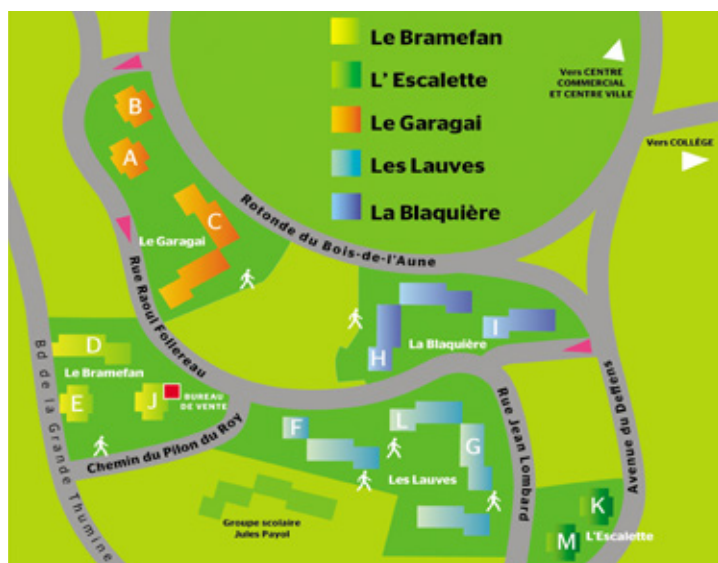 Le Bramefan
L'Escalette
Le Garagai
Les Lauves
La Blaquière
Vers CENTRE
COMMERCIAL
ET CENTRE VILLE
Vers COLLÉGE
B
A
C
Le Garagai
Rotonde du Bois-de-l'Aune
Rue Raoul Follereau
I
H
La Blaquière
D
Le Bramefan
E
J
BUREAU
DE VENTE
Bd de la Grande Thumine
Chemin du Pilon du Roy
F
L
G
Les Lauves
Rue Jean Lombard
Avenue du Deffens
Groupe scolaire
Jules Payot
K
M
L'Escalette